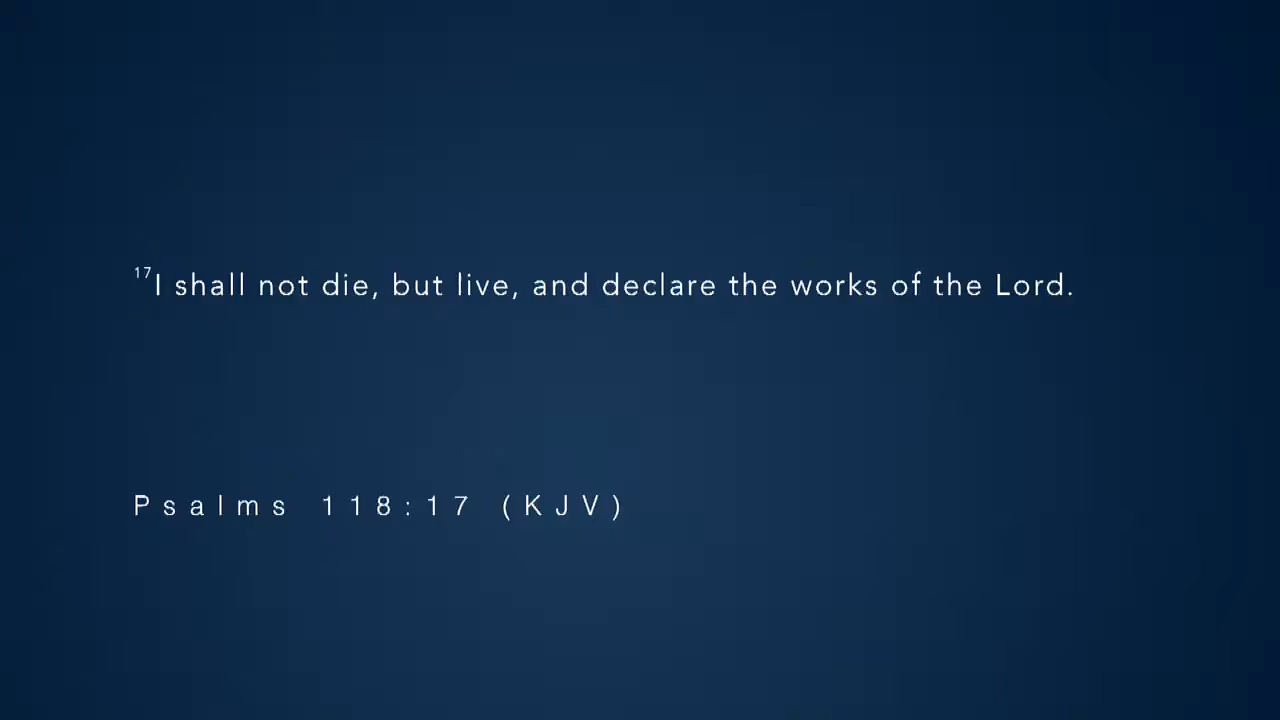 17I shall not die, but live, and declare the works of the Lord.
Psalms 118:17 (KJV)